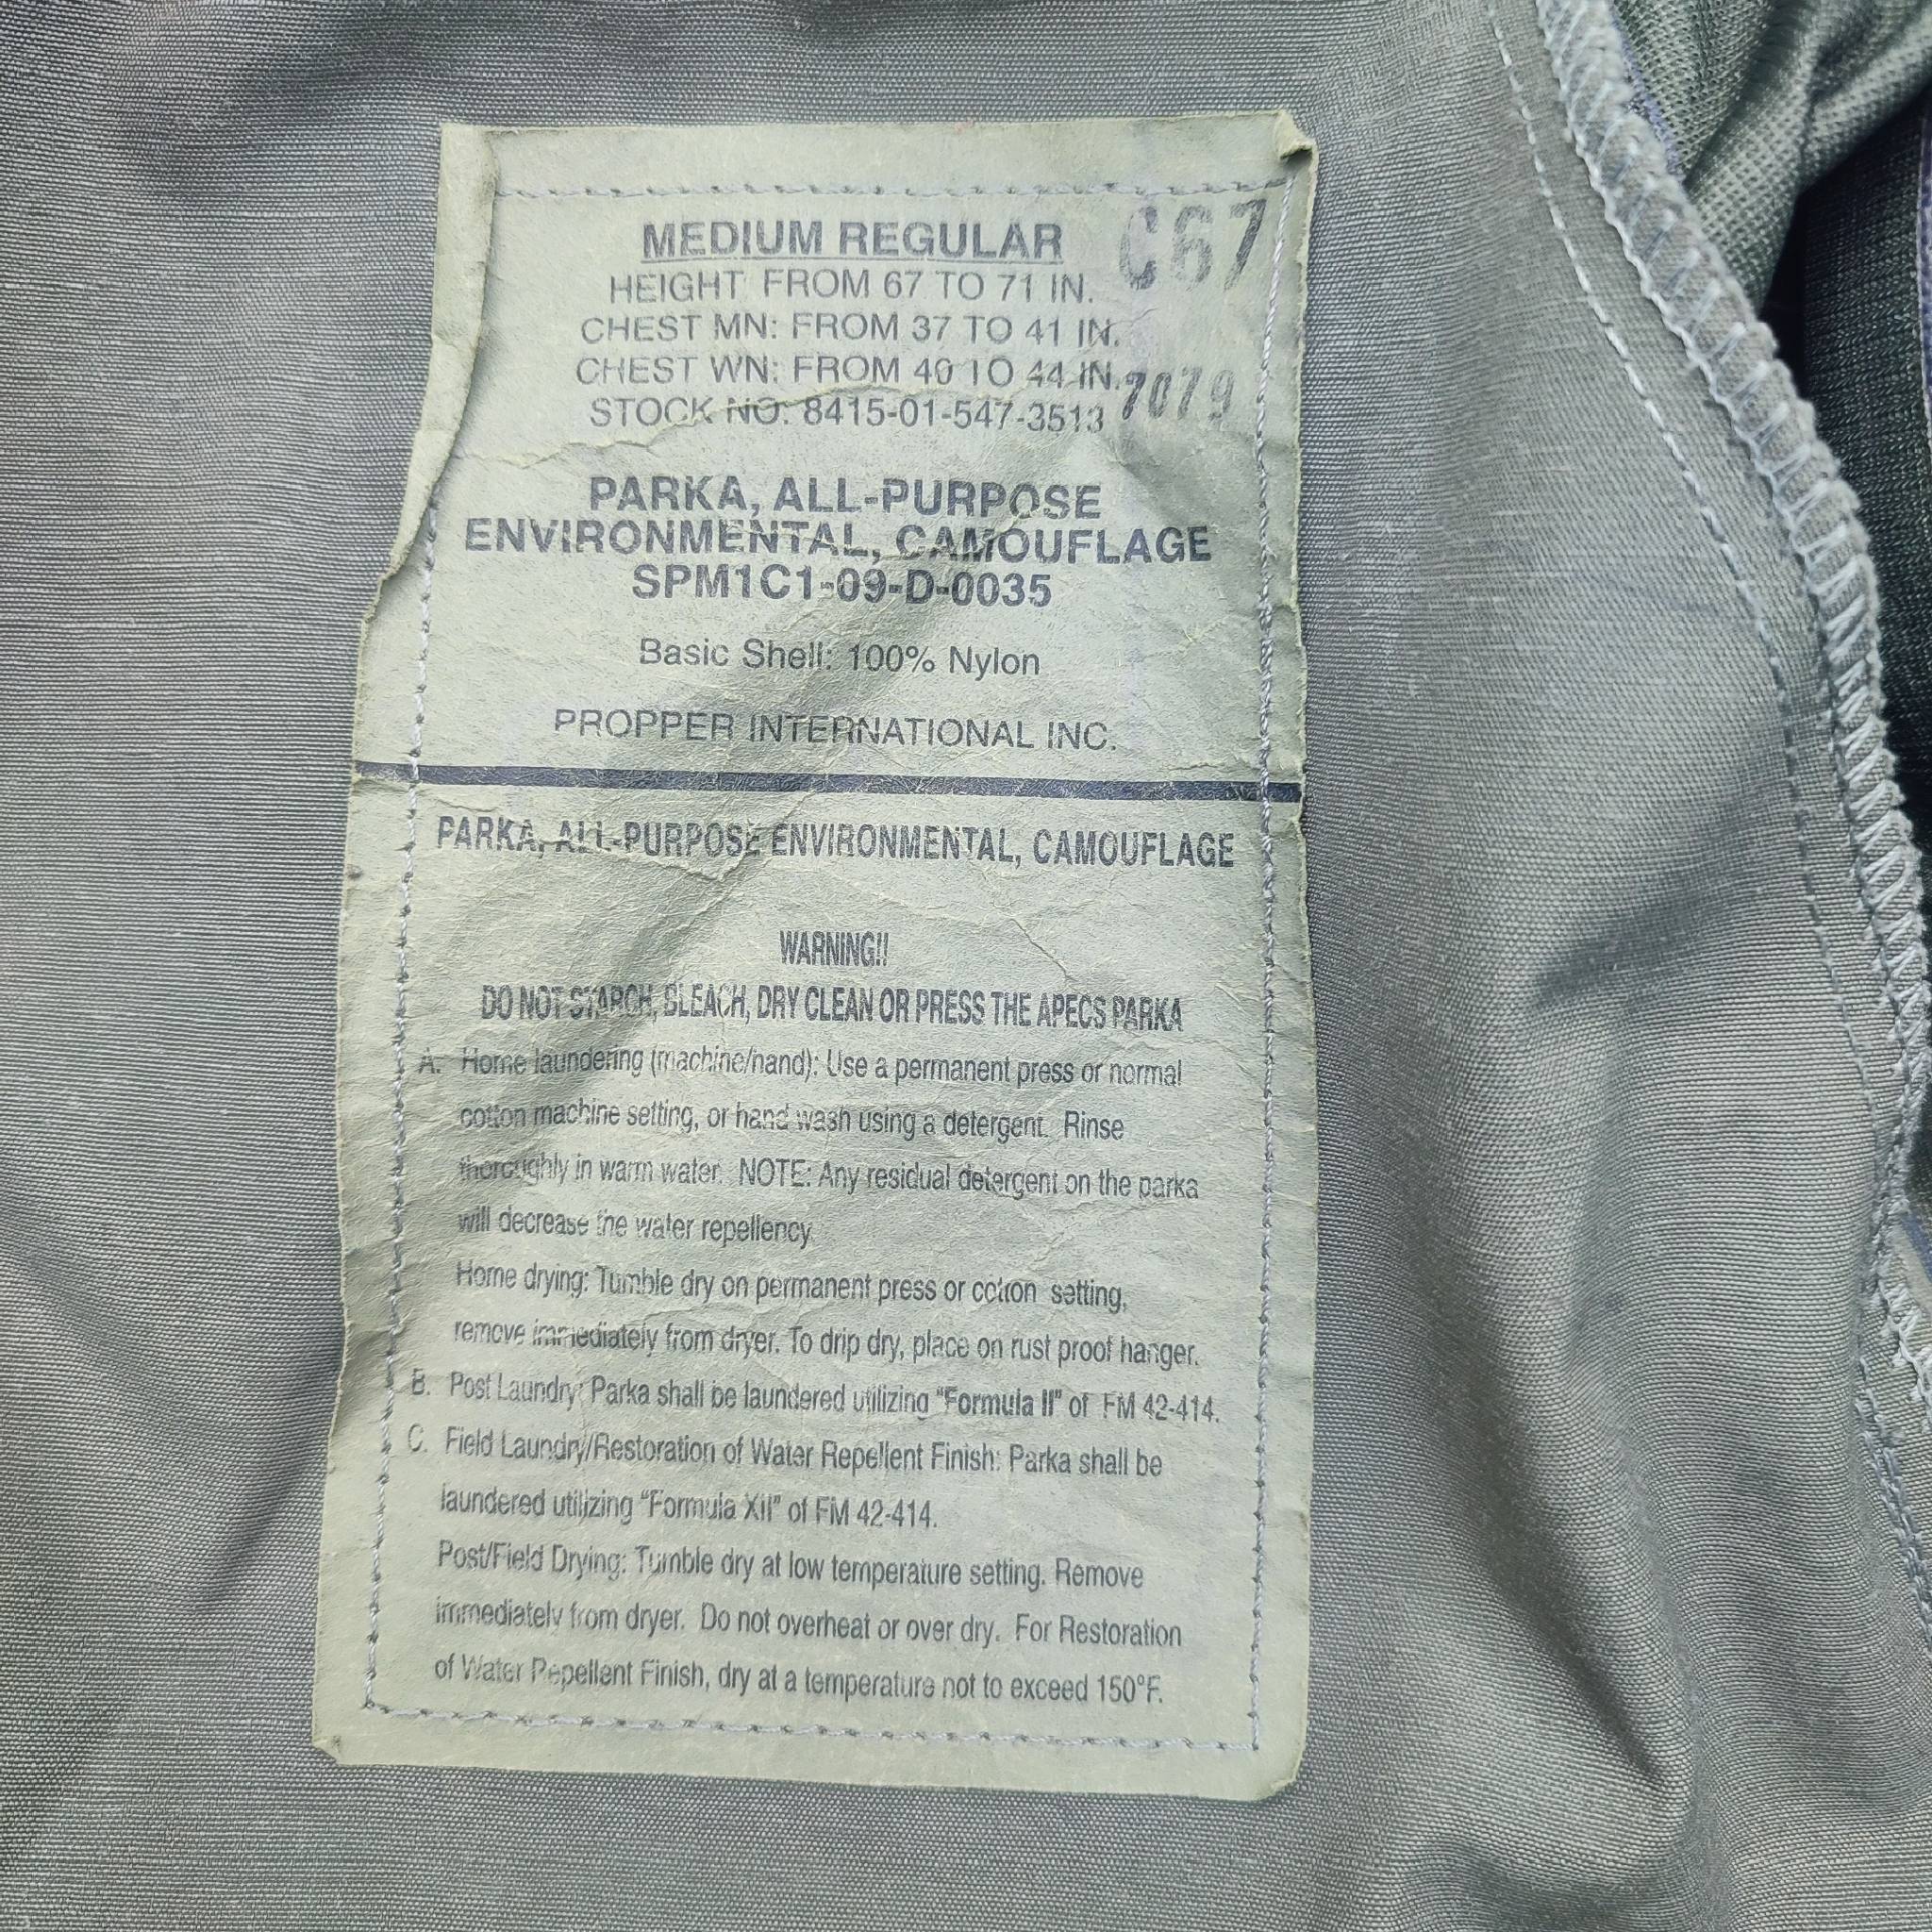 MEDIUM REGULAR C67
HEIGHT FROM 67 TO 71 IN.
CHEST MN: FROM 37 TO 41 IN.
CHEST WN: FROM 40 TO 44 IN.
STOCK NO: 8415-01-547-3513 7079
PARKA, ALL-PURPOSE
ENVIRONMENTAL, CAMOUFLAGE
SPM1C1-09-D-0035
Basic Shell: 100% Nylon
PROPPER INTERNATIONAL INC.
PARKA, ALL-PURPOSE ENVIRONMENTAL, CAMOUFLAGE
WARNING!!
DO NOT STARCH, BLEACH, DRY CLEAN OR PRESS THE APECS PARKA
A. Home laundering (machine/hand): Use a permanent press or normal
cotton machine setting, or hand wash using a detergent. Rinse
thoroughly in warm water. NOTE: Any residual detergent on the parka
will decrease the water repellency.
Home drying: Tumble dry on permanent press or cotton setting,
remove immediately from dryer. To drip dry, place on rust proof hanger.
B. Post Laundry: Parka shall be laundered utilizing "Formula II" of FM 42-414.
C. Field Laundry/Restoration of Water Repellent Finish: Parka shall be
laundered utilizing "Formula XII" of FM 42-414.
Post/Field Drying: Tumble dry at low temperature setting. Remove
immediately from dryer. Do not overheat or over dry. For Restoration
of Water Repellent Finish, dry at a temperature not to exceed 150°F.